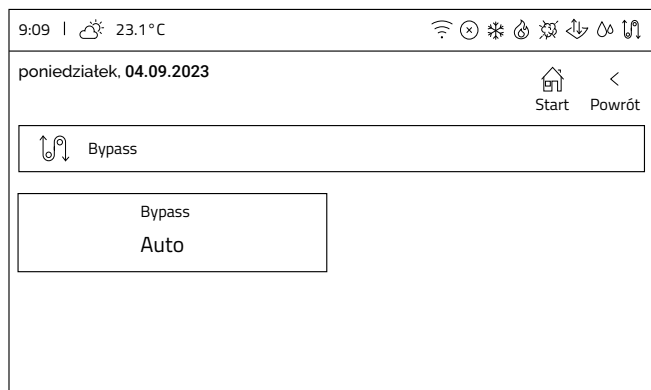 9:09 | 23.1°C
poniedziałek, 04.09.2023
Start Powrót
Bypass
Bypass
Auto